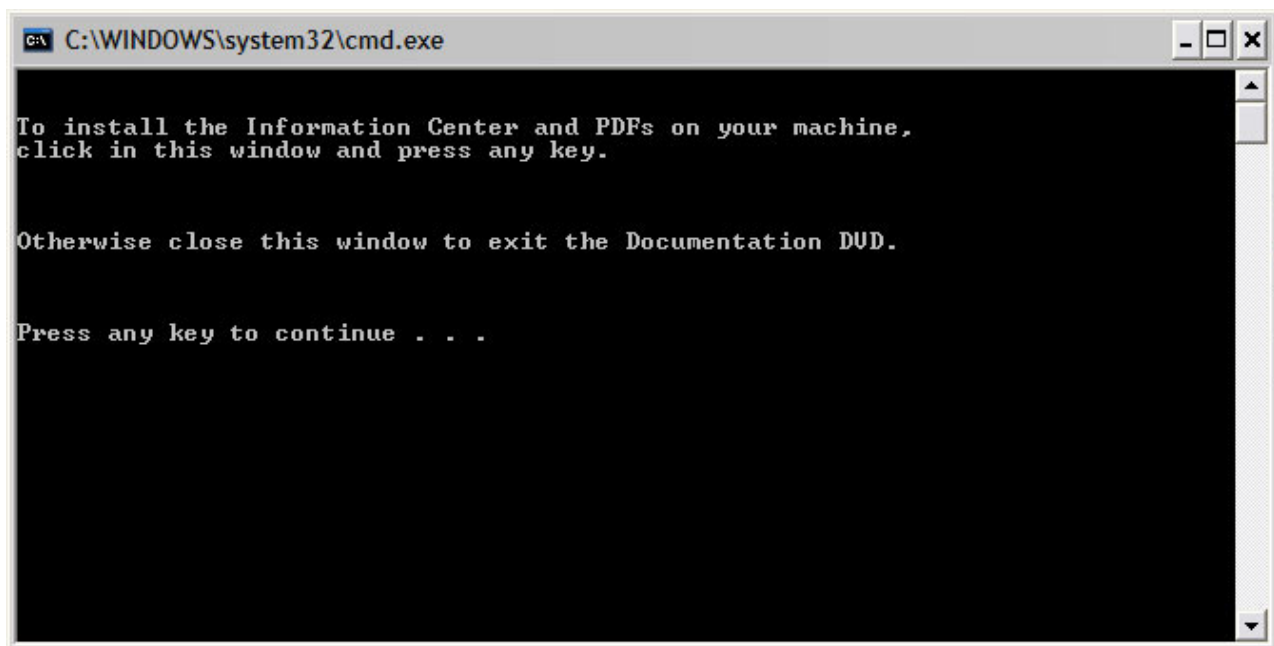 C:\WINDOWS\system32\cmd.exe
To install the Information Center and PDFs on your machine,
click in this window and press any key.
Otherwise close this window to exit the Documentation DVD.
Press any key to continue . . .